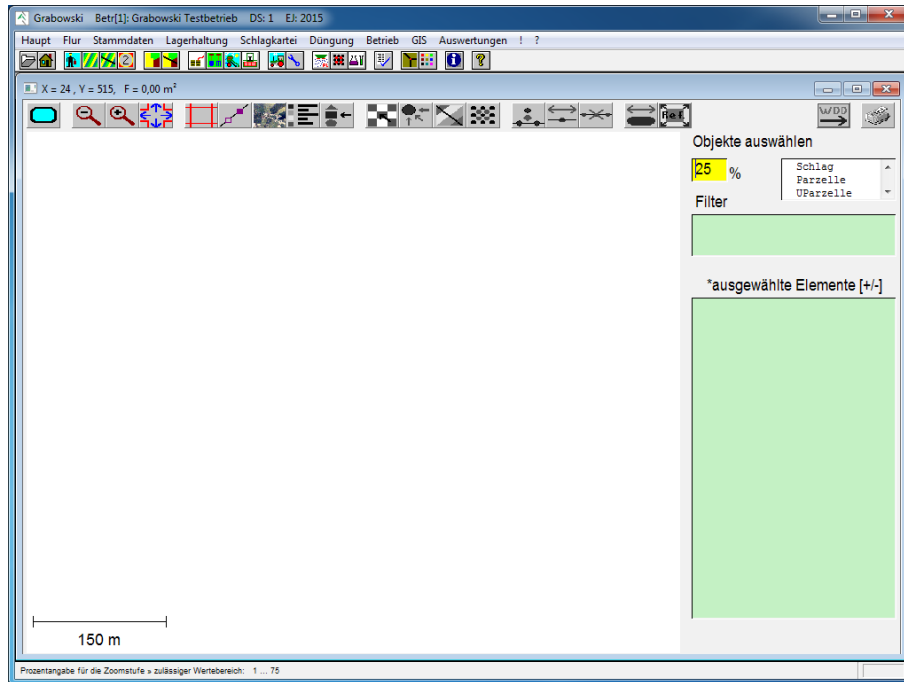 Grabowski Betr[1]: Grabowski Testbetrieb DS: 1 EJ: 2015
Haupt Flur Stammdaten Lagerhaltung Schlagkartei Düngung Betrieb GIS Auswertungen ! ?
X = 24 , Y = 515, F = 0,00 m²
Ref.
WDD
Objekte auswählen
25 %
Schlag
Parzelle
UParzelle
Filter
*ausgewählte Elemente [+/-]
150 m
Prozentangabe für die Zoomstufe » zulässiger Wertebereich: 1 ... 75